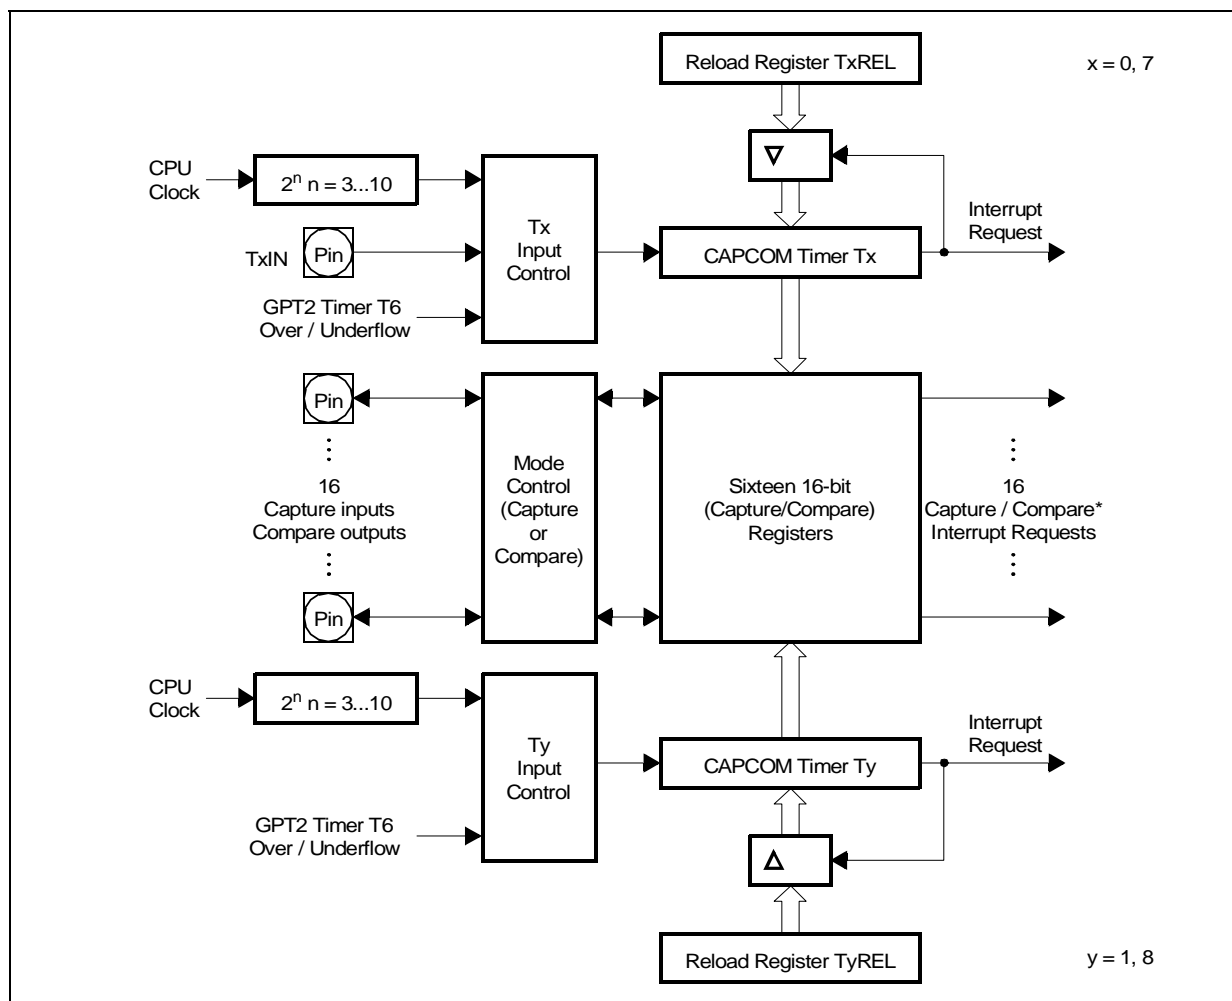 Reload Register TxREL
x = 0, 7
CPU
Clock
2ⁿ n = 3...10
Tx
Input
Control
Interrupt
Request
TxIN
Pin
CAPCOM Timer Tx
GPT2 Timer T6
Over / Underflow
Pin
16
Capture inputs
Compare outputs
Pin
Mode
Control
(Capture
or
Compare)
Sixteen 16-bit
(Capture/Compare)
Registers
16
Capture / Compare*
Interrupt Requests
CPU
Clock
2ⁿ n = 3...10
Ty
Input
Control
CAPCOM Timer Ty
Interrupt
Request
GPT2 Timer T6
Over / Underflow
Reload Register TyREL
y = 1, 8